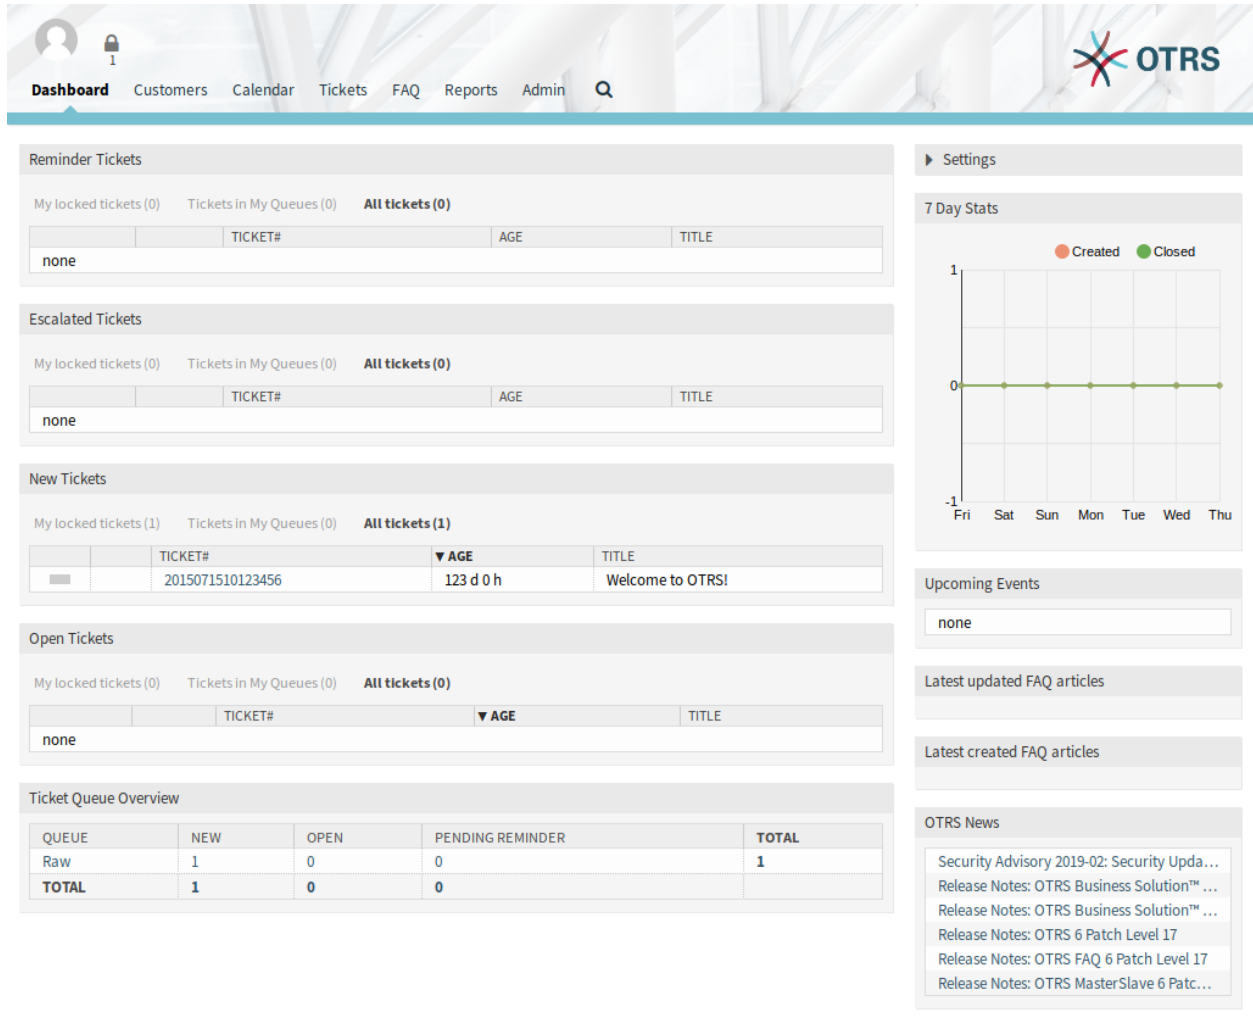 1
OTRS
Dashboard Customers Calendar Tickets FAQ Reports Admin
Reminder Tickets
My locked tickets (0) Tickets in My Queues (0) All tickets (0)
TICKET# AGE TITLE
none
Escalated Tickets
My locked tickets (0) Tickets in My Queues (0) All tickets (0)
TICKET# AGE TITLE
none
New Tickets
My locked tickets (1) Tickets in My Queues (0) All tickets (1)
TICKET# ▼ AGE TITLE
2015071510123456 123 d 0 h Welcome to OTRS!
Open Tickets
My locked tickets (0) Tickets in My Queues (0) All tickets (0)
TICKET# ▼ AGE TITLE
none
Ticket Queue Overview
QUEUE NEW OPEN PENDING REMINDER TOTAL
Raw 1 0 0 1
TOTAL 1 0 0
Settings
7 Day Stats
Created Closed
1
0
-1
Fri Sat Sun Mon Tue Wed Thu
Upcoming Events
none
Latest updated FAQ articles
Latest created FAQ articles
OTRS News
Security Advisory 2019-02: Security Upda...
Release Notes: OTRS Business Solution™ ...
Release Notes: OTRS Business Solution™ ...
Release Notes: OTRS 6 Patch Level 17
Release Notes: OTRS FAQ 6 Patch Level 17
Release Notes: OTRS MasterSlave 6 Patc...